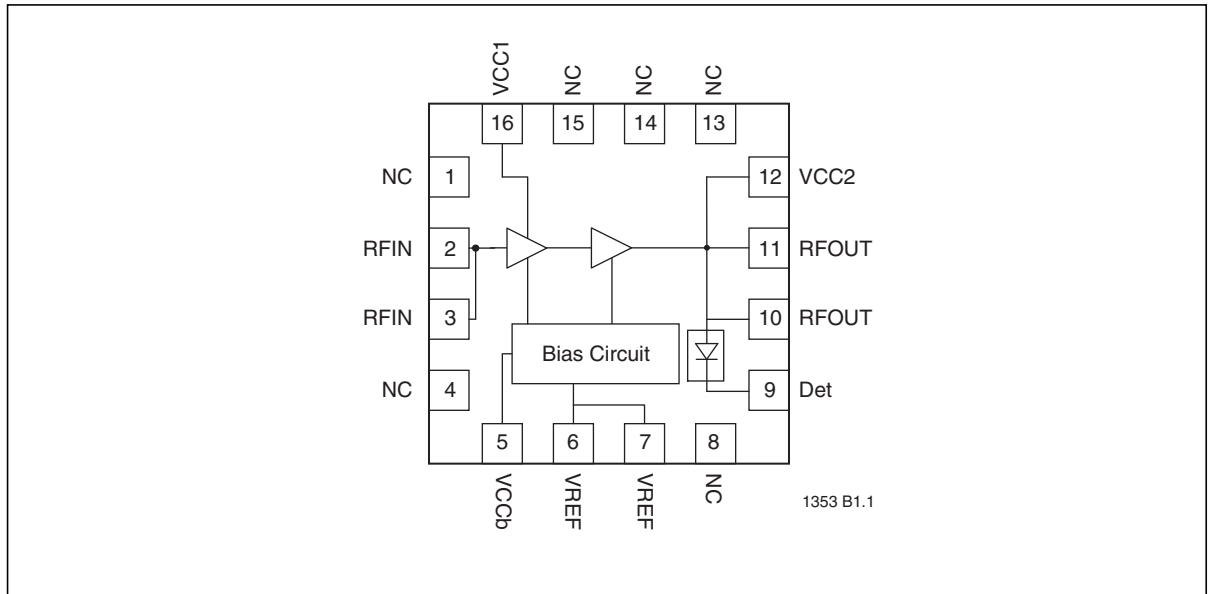 VCC1 NC NC NC
16 15 14 13
NC 1 12 VCC2
RFIN 2 11 RFOUT
RFIN 3 10 RFOUT
Bias Circuit
NC 4 9 Det
5 6 7 8
VCCb VREF VREF NC
1353 B1.1